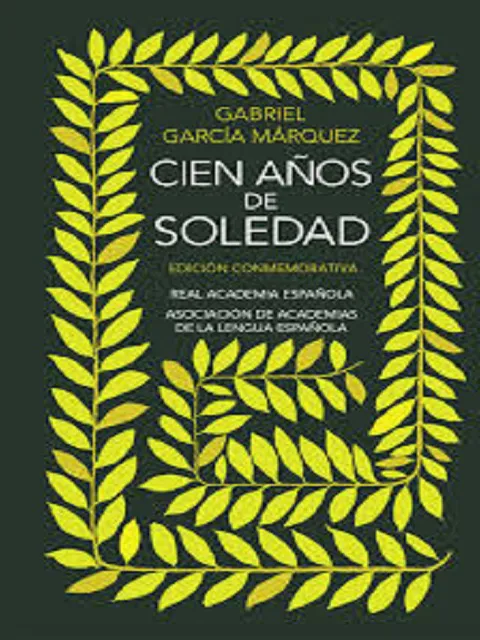 GABRIEL
GARCÍA MÁRQUEZ
CIEN AÑOS
DE
SOLEDAD
EDICIÓN CONMEMORATIVA
REAL ACADEMIA ESPAÑOLA
ASOCIACIÓN DE ACADEMIAS
DE LA LENGUA ESPAÑOLA